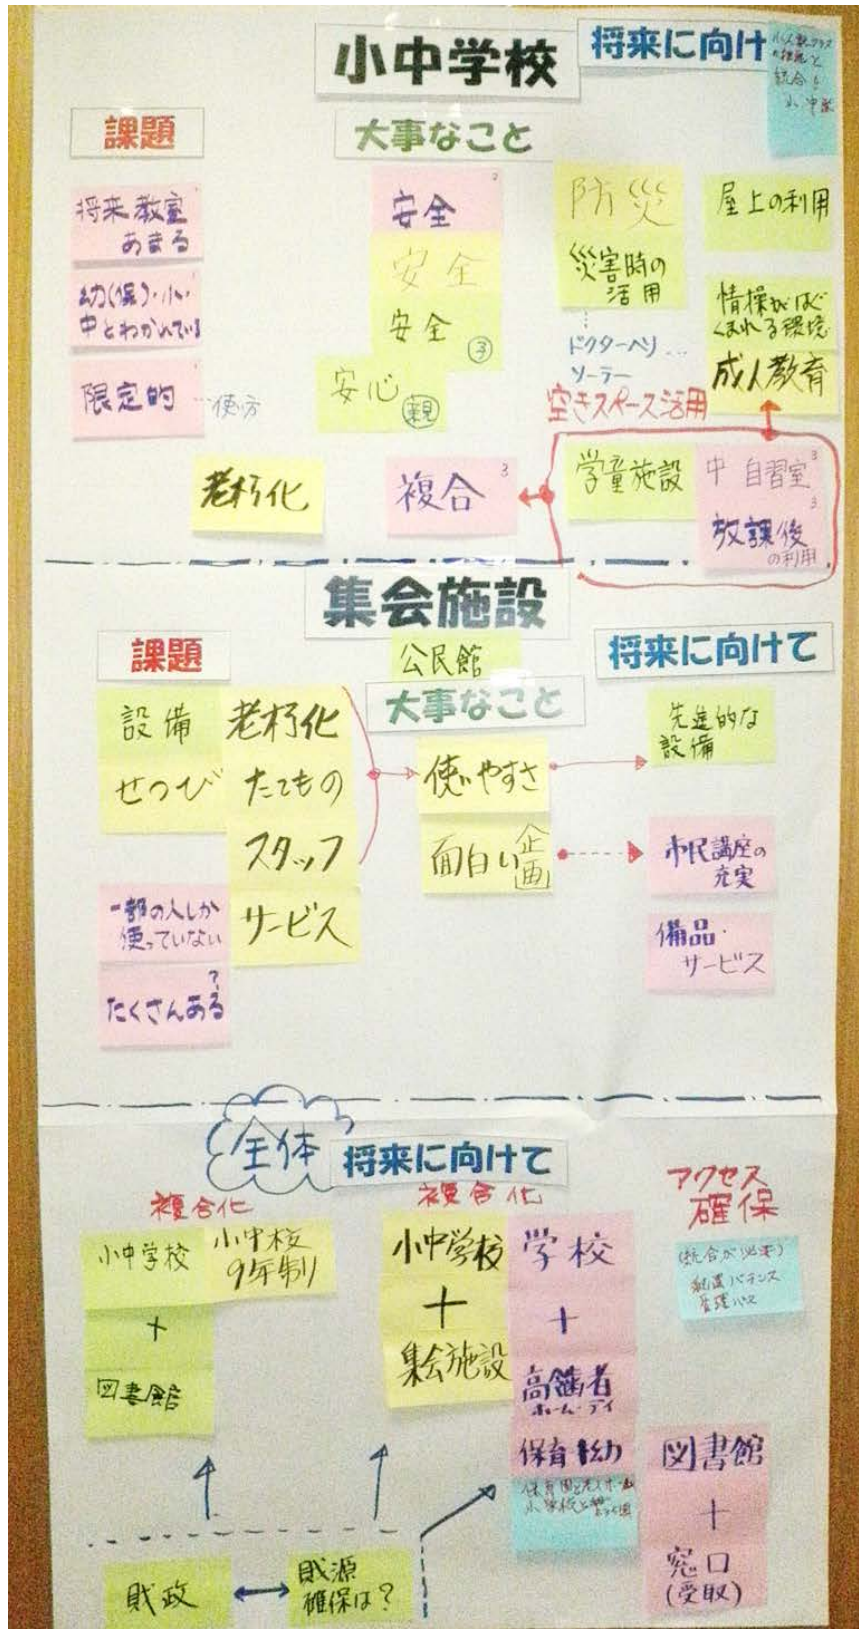 小中学校
将来に向け
課題
大事なこと
将来 教室
あまる
幼(保)・小・
中とわかれている
限定的
…使方
老朽化
安全
安全
安全
安心
親
複合
防災
災害時の
活用
ドクターヘリ…
ソーラー
空きスペース活用
屋上の利用
情操がはぐ
くまれる環境
成人教育
学童施設
中 自習室
放課後
の利用
集会施設
公民館
課題
大事なこと
将来に向けて
設備
せつび
老朽化
たてもの
スタッフ
サービス
一部の人しか
使っていない
たくさんある?
使いやすさ
面白い企画
先進的な
設備
市民講座の
充実
備品・
サービス
全体
将来に向けて
複合化
小中学校
+
図書館
小中校
9年制
複合化
小中学校
+
集会施設
学校
+
高齢者
ホーム・デイ
保育 幼
アクセス
確保
(統合が必要)
図書館
+
窓口
(受取)
財政
財源
確保は?